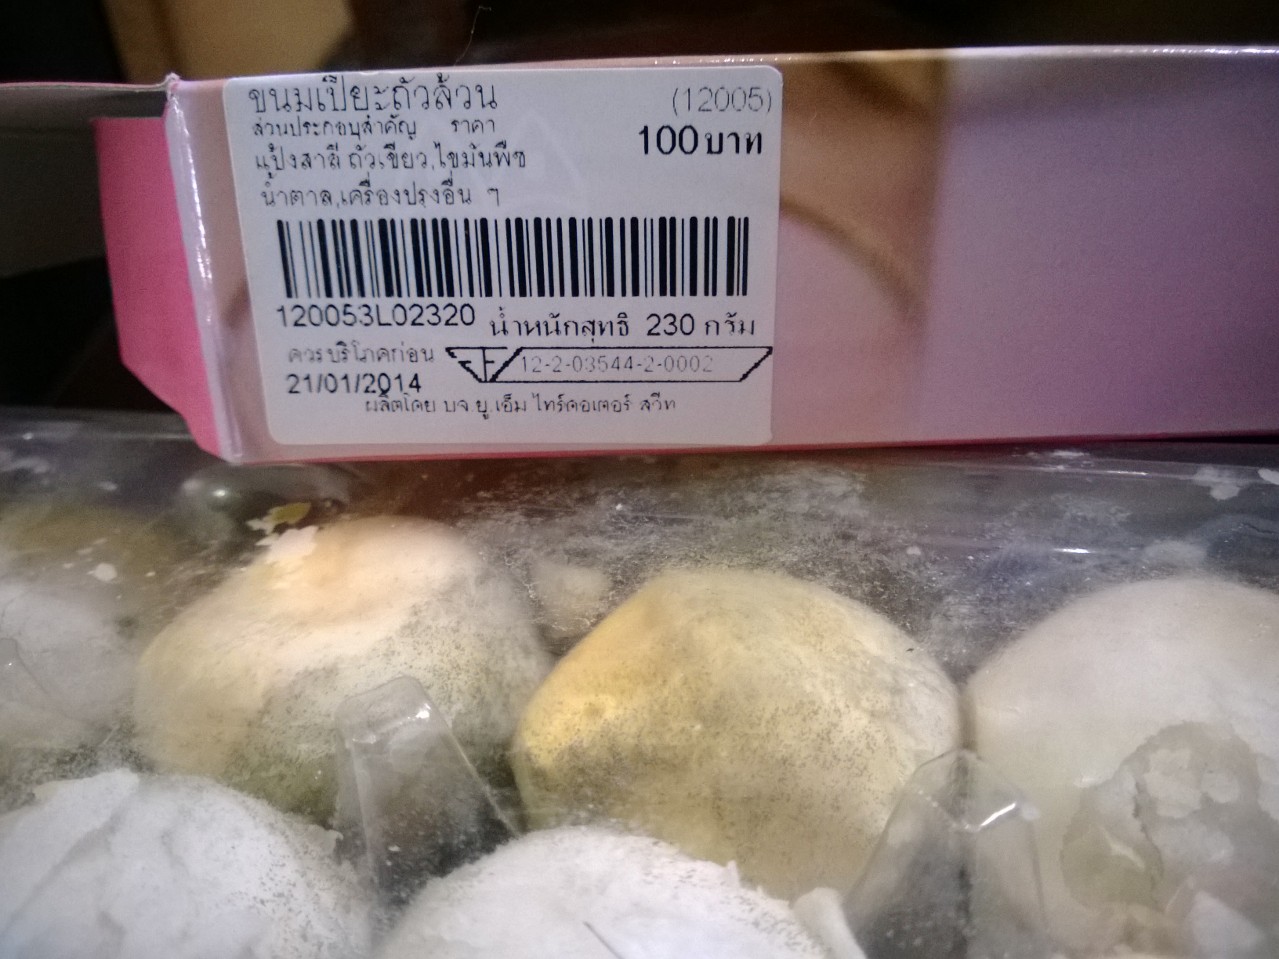 ขนมเปี๊ยะถั่วล้วน (12005)
ส่วนประกอบสำคัญ ราคา 100 บาท
แป้งสาลี ถั่วเขียว,ไขมันพืช
น้ำตาล,เครื่องปรุงอื่น ๆ
120053L02320 น้ำหนักสุทธิ 230 กรัม
ควรบริโภคก่อน 12-2-03544-2-0002
21/01/2014
ผลิตโดย บจ.ยู.เอ็ม ไทร์คอเตอร์ สวีท